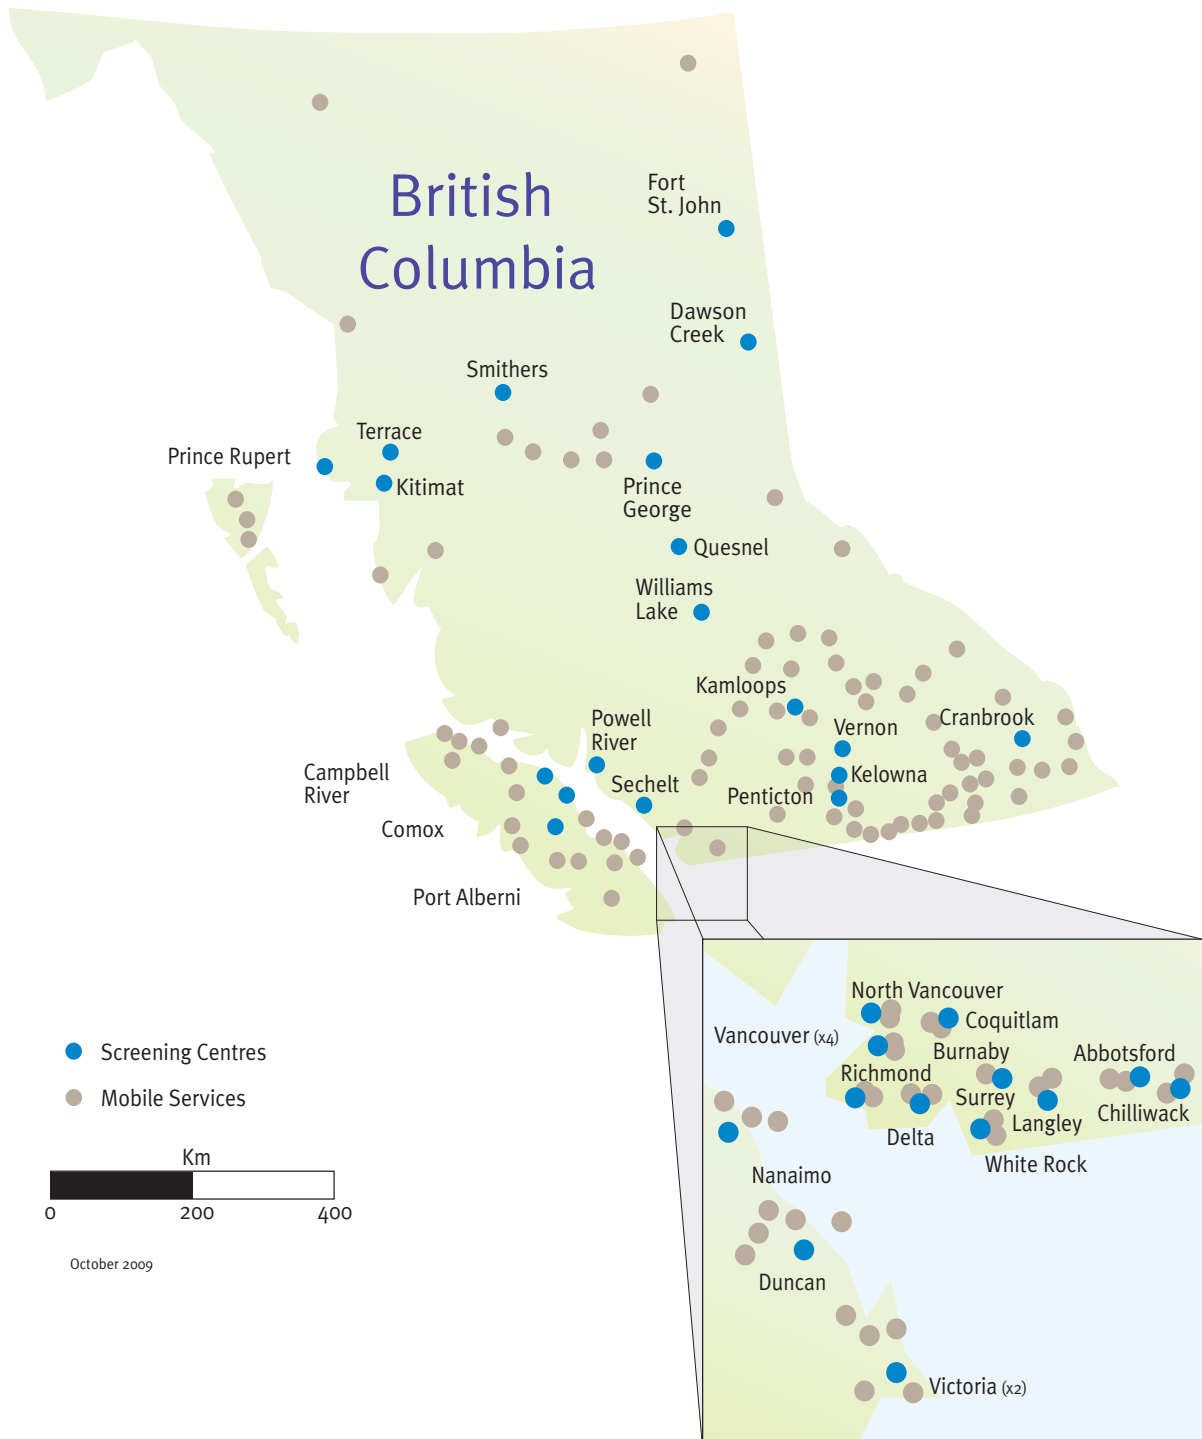 British
Columbia
Fort
St. John
Dawson
Creek
Smithers
Terrace
Prince Rupert
Kitimat
Prince
George
Quesnel
Williams
Lake
Kamloops
Powell
River
Vernon
Cranbrook
Campbell
River
Sechelt
Kelowna
Penticton
Comox
Port Alberni
North Vancouver
Coquitlam
Vancouver (x4)
Burnaby
Abbotsford
Richmond
Surrey
Langley
Chilliwack
Delta
White Rock
Nanaimo
Duncan
Victoria (x2)
Screening Centres
Mobile Services
Km
0 200 400
October 2009